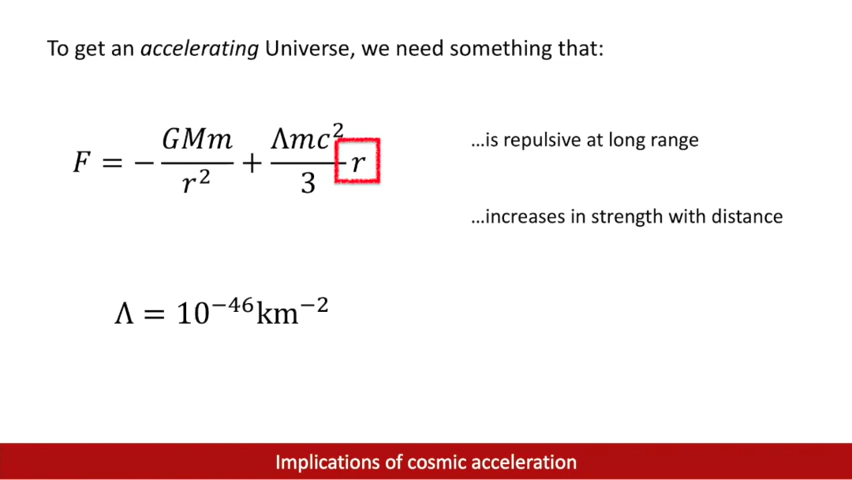 To get an accelerating Universe, we need something that:
F = − GMm/r² + Λmc²/3 r
...is repulsive at long range
...increases in strength with distance
Λ = 10⁻⁴⁶km⁻²
Implications of cosmic acceleration